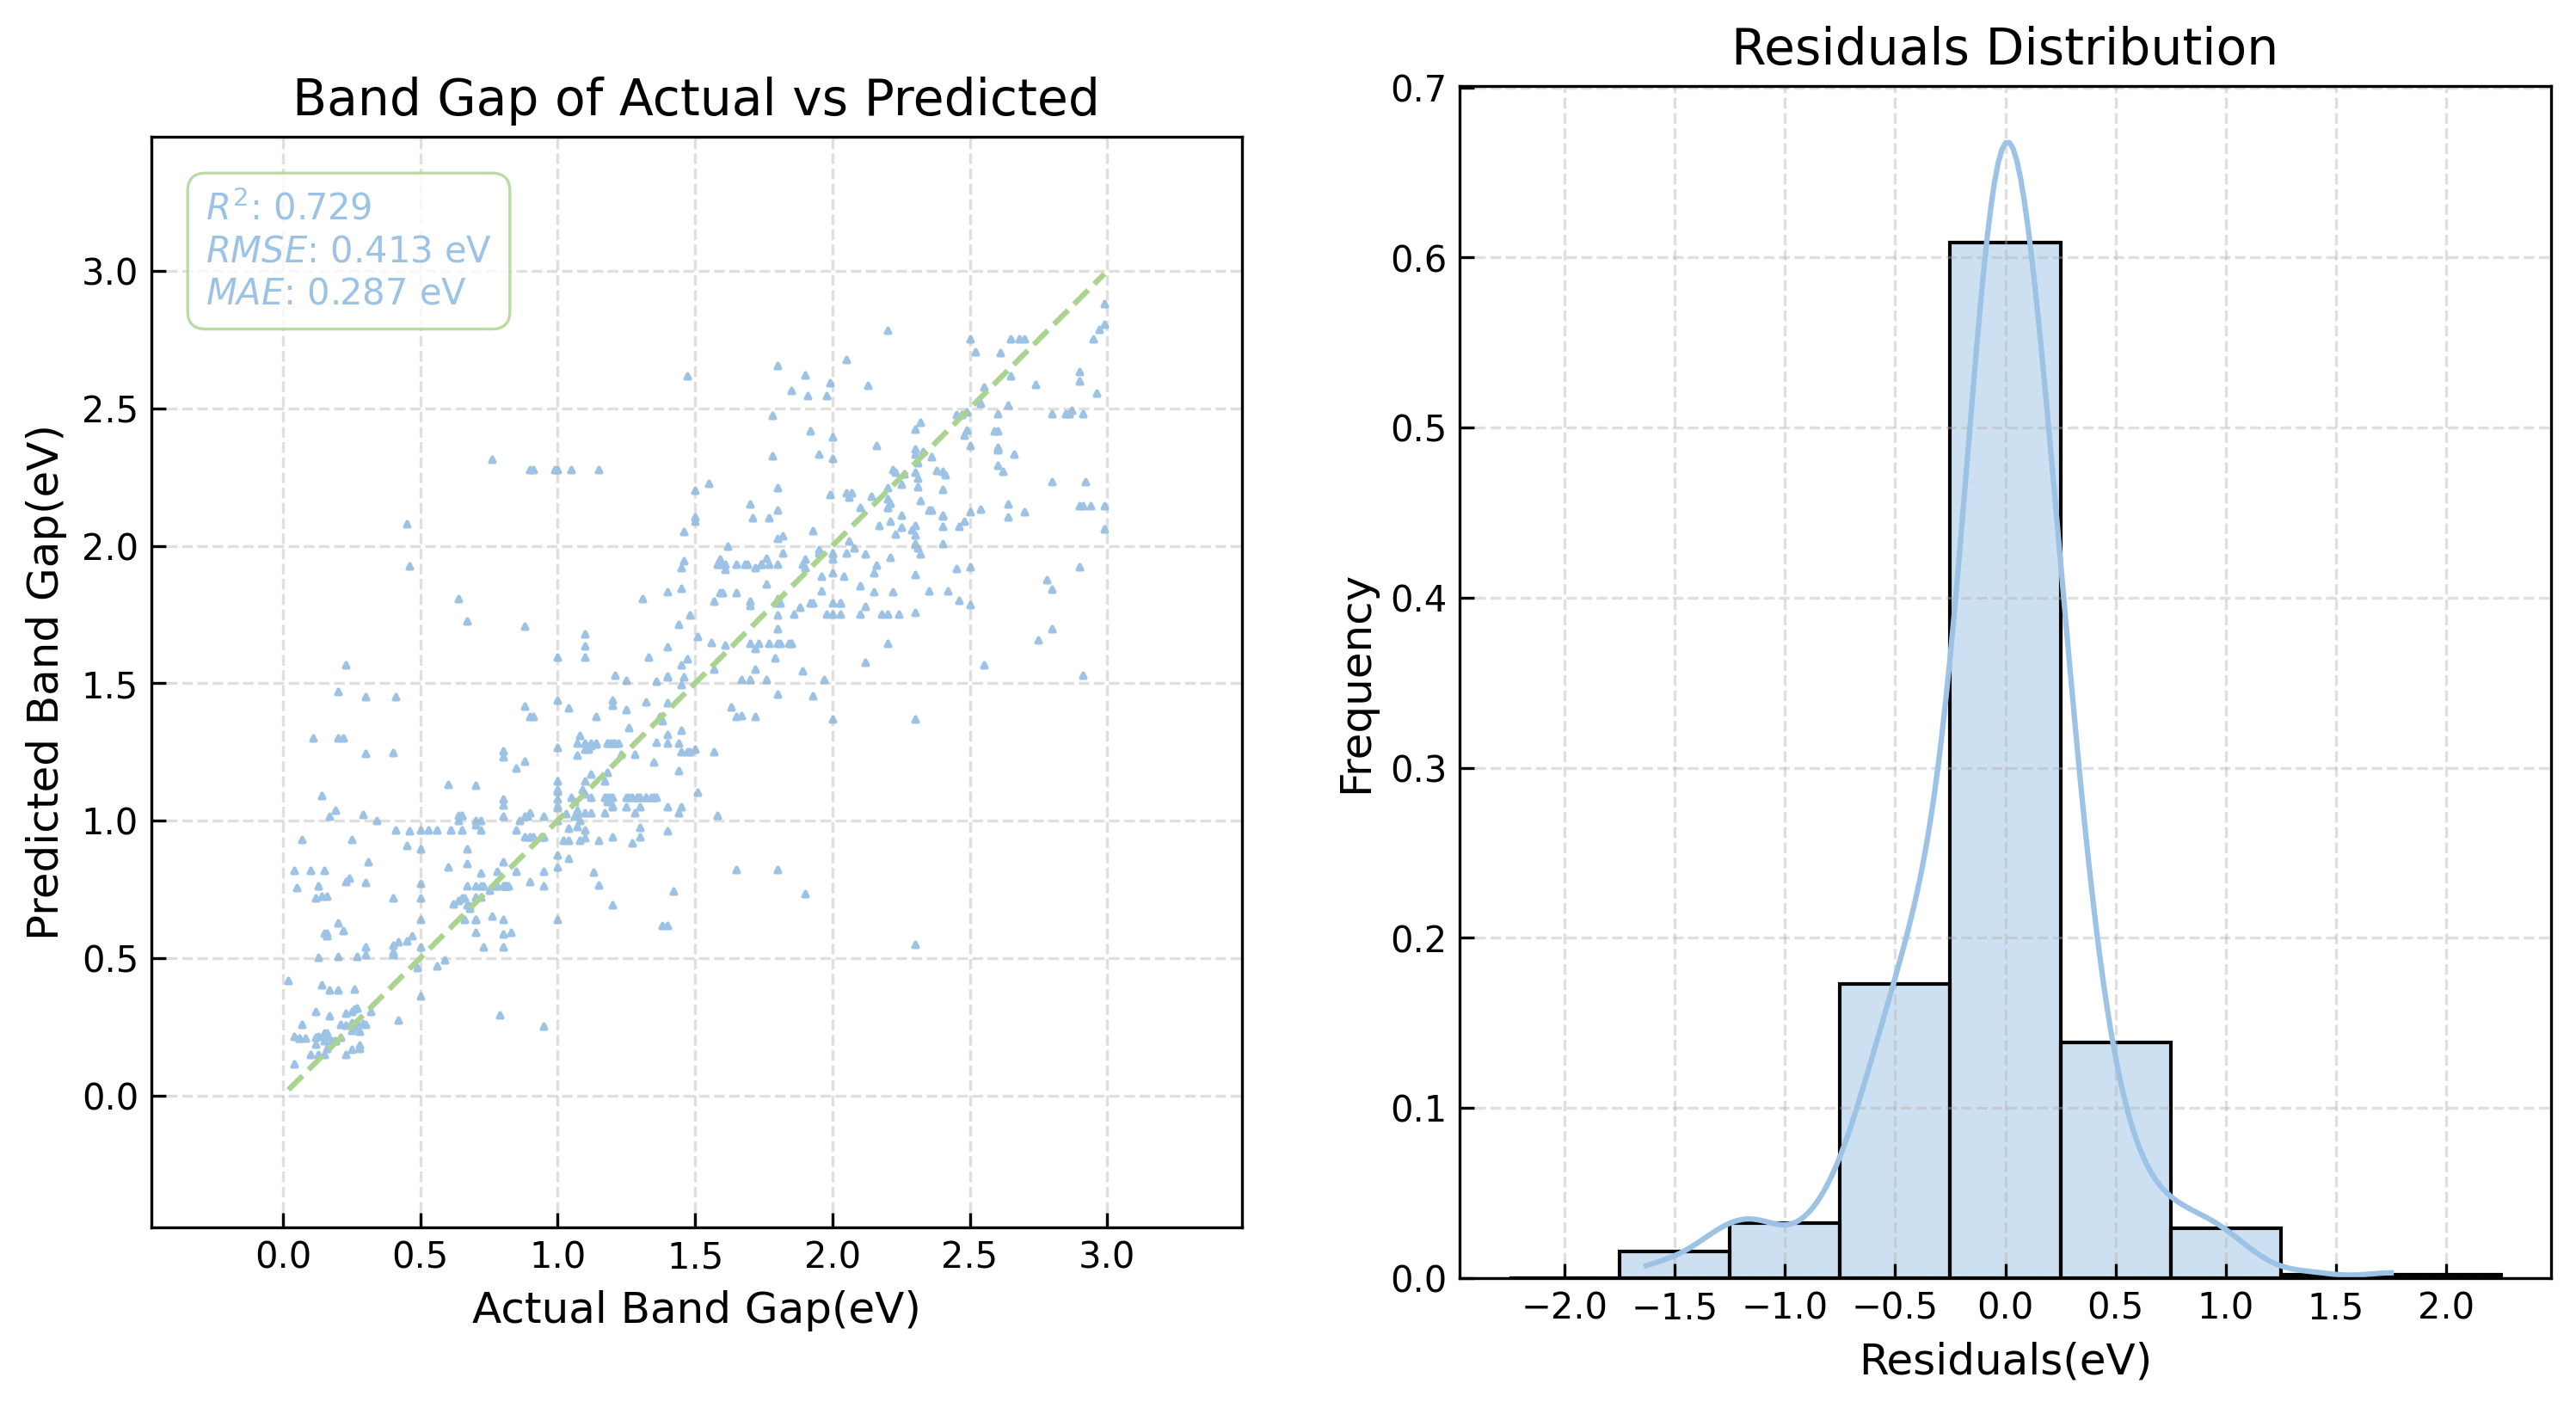 Band Gap of Actual vs Predicted
R²: 0.729
RMSE: 0.413 eV
MAE: 0.287 eV
Predicted Band Gap(eV)
3.0
2.5
2.0
1.5
1.0
0.5
0.0
0.0 0.5 1.0 1.5 2.0 2.5 3.0
Actual Band Gap(eV)
Residuals Distribution
Frequency
0.7
0.6
0.5
0.4
0.3
0.2
0.1
0.0
−2.0 −1.5 −1.0 −0.5 0.0 0.5 1.0 1.5 2.0
Residuals(eV)